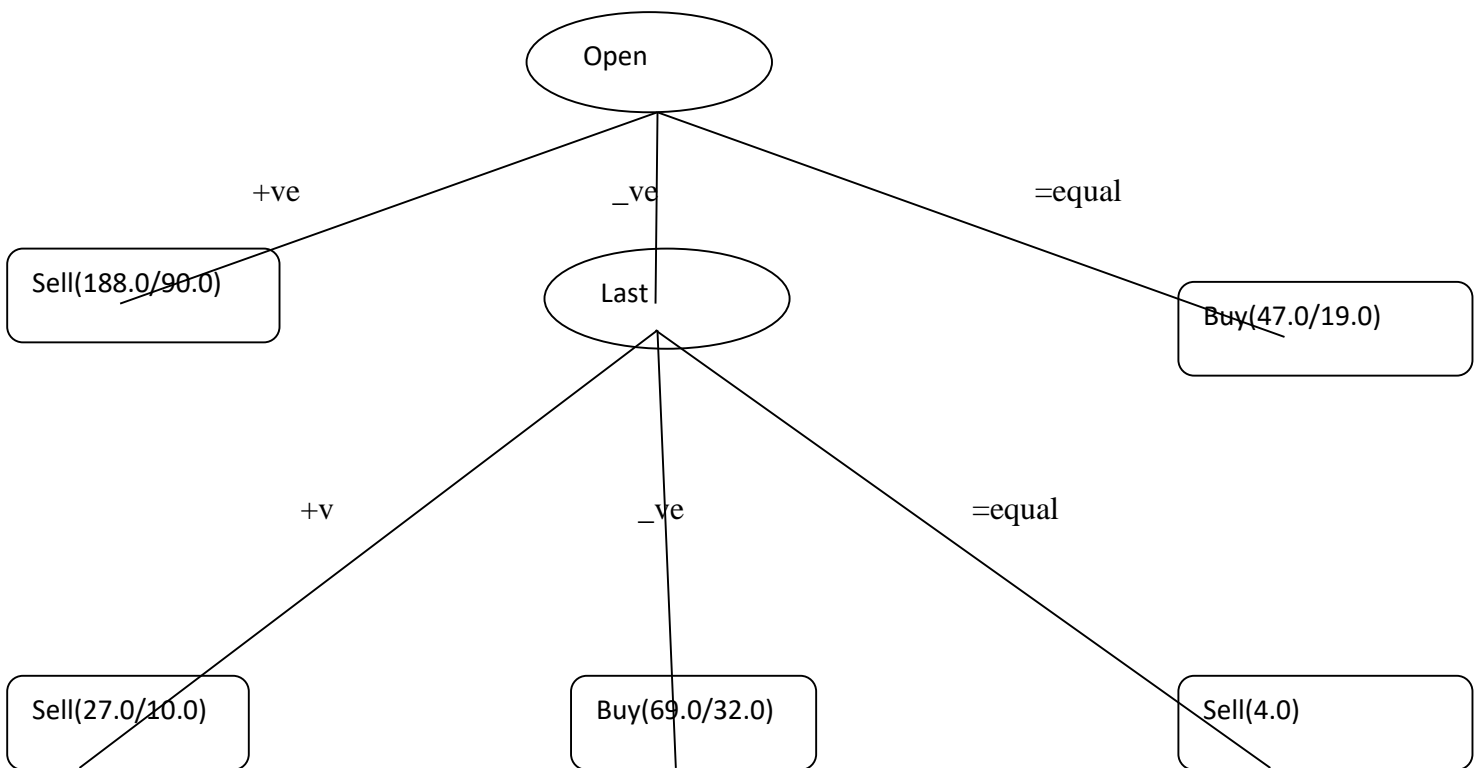 Open
+ve
_ve
=equal
Sell(188.0/90.0)
Last
Buy(47.0/19.0)
+v
_ve
=equal
Sell(27.0/10.0)
Buy(69.0/32.0)
Sell(4.0)